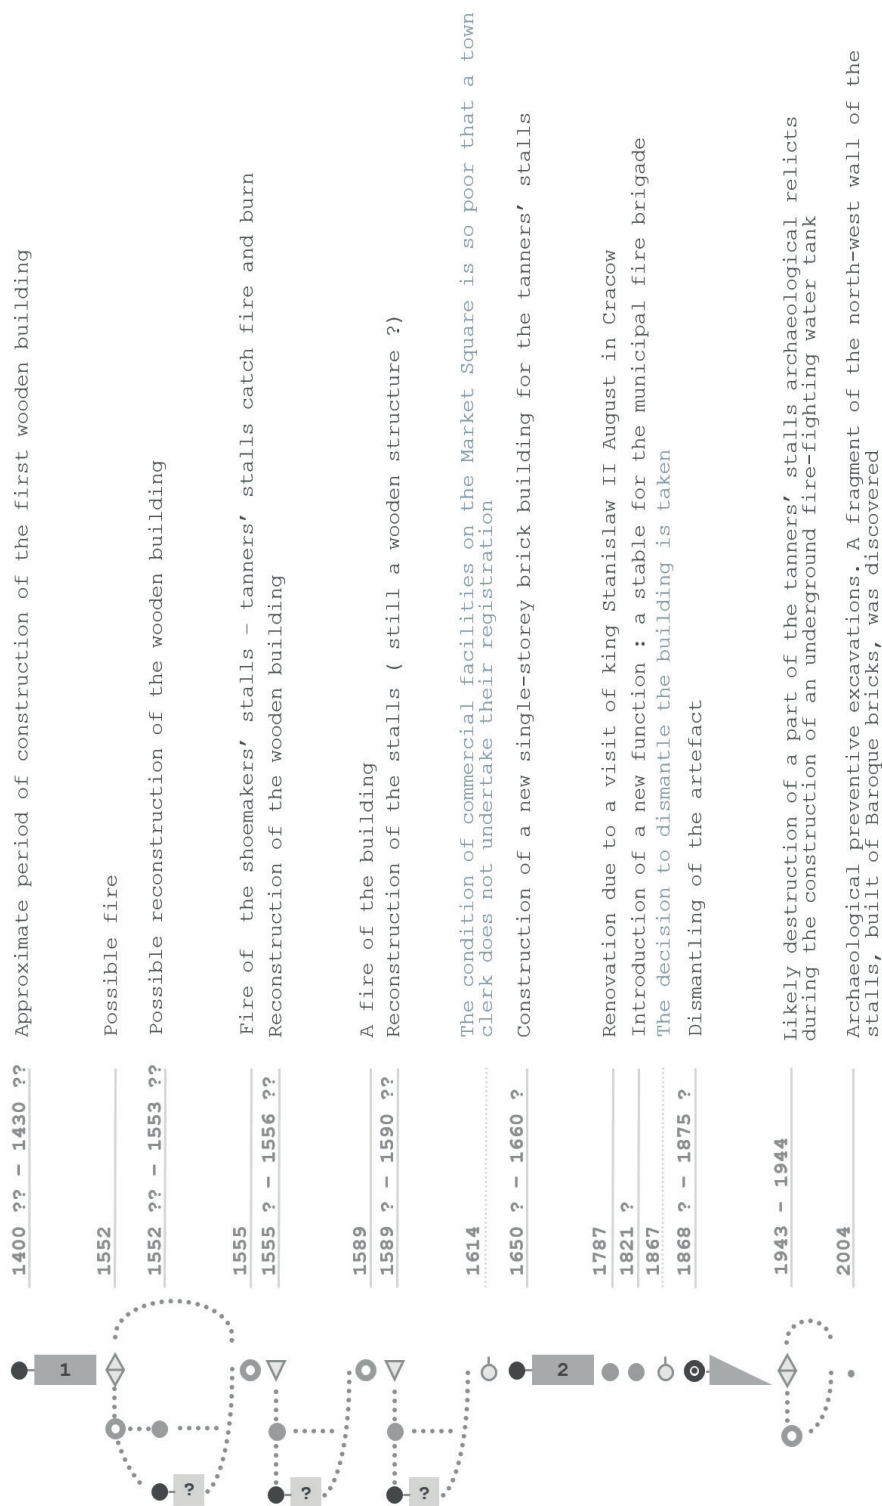 1400 ?? - 1430 ?? Approximate period of construction of the first wooden building
1
1552 Possible fire
1552 ?? - 1553 ?? Possible reconstruction of the wooden building
?
1555 Fire of the shoemakers' stalls - tanners' stalls catch fire and burn
1555 ? - 1556 ?? Reconstruction of the wooden building
?
1589 A fire of the building
1589 ? - 1590 ?? Reconstruction of the stalls ( still a wooden structure ?)
?
1614 The condition of commercial facilities on the Market Square is so poor that a town
clerk does not undertake their registration
1650 ? - 1660 ? Construction of a new single-storey brick building for the tanners' stalls
2
1787 Renovation due to a visit of king Stanislaw II August in Cracow
1821 ? Introduction of a new function : a stable for the municipal fire brigade
1867 The decision to dismantle the building is taken
1868 ? - 1875 ? Dismantling of the artefact
1943 - 1944 Likely destruction of a part of the tanners' stalls archaeological relicts
during the construction of an underground fire-fighting water tank
2004 Archaeological preventive excavations. A fragment of the north-west wall of the
stalls, built of Baroque bricks, was discovered